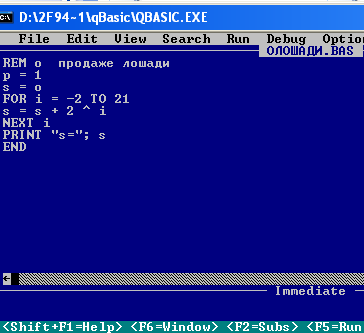 D:\2F94~1\qBasic\QBASIC.EXE
File Edit View Search Run Debug Option
ОЛОШАДИ.BAS
REM о продаже лошади
p = 1
s = o
FOR i = -2 TO 21
s = s + 2 ^ i
NEXT i
PRINT "s="; s
END
Immediate
<Shift+F1=Help> <F6=Window> <F2=Subs> <F5=Run